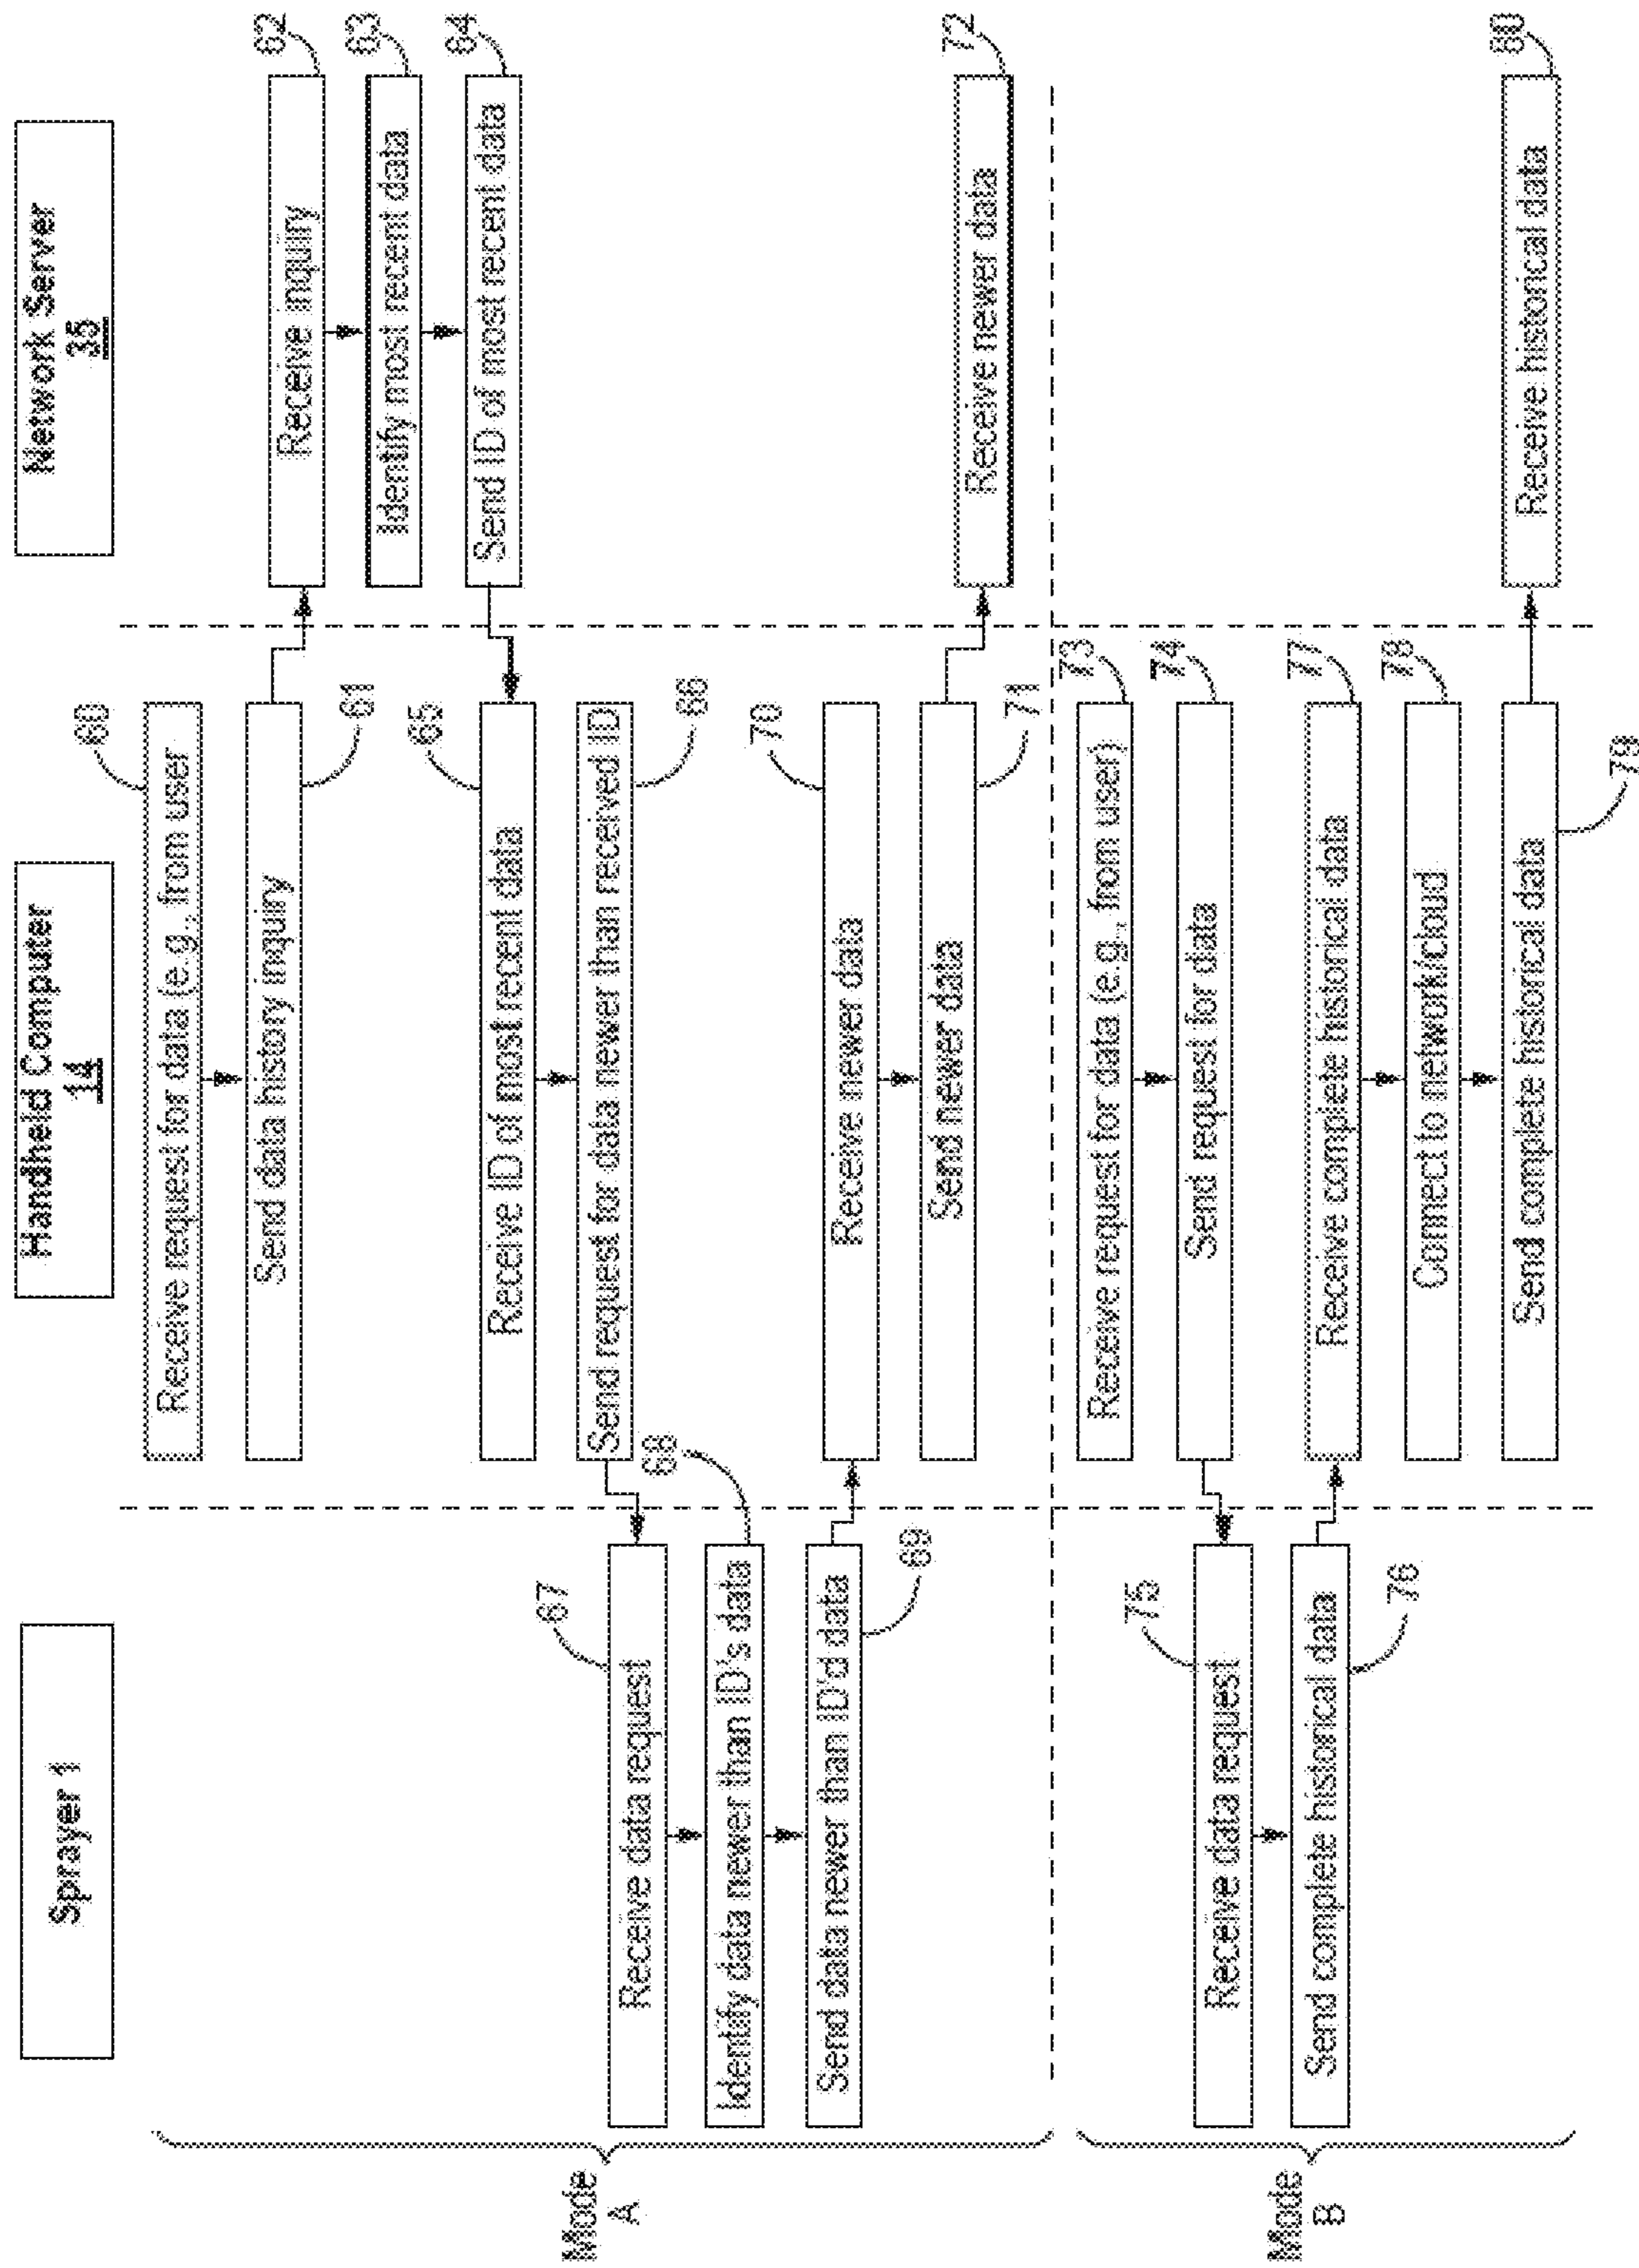 Sprayer 1
Handheld Computer
14
Network Server
35
Mode
A
60
Receive request for data (e.g., from user
Send data history inquiry
61
62
Receive inquiry
63
Identify most recent data
64
Send ID of most recent data
65
Receive ID of most recent data
66
Send request for data newer than received ID
67
Receive data request
68
Identify data newer than ID's data
Send data newer than ID'd data
69
70
Receive newer data
Send newer data
71
72
Receive newer data
Mode
B
73
Receive request for data (e.g., from user)
74
Send request for data
75
Receive data request
Send complete historical data
76
77
Receive complete historical data
78
Connect to network/cloud
Send complete historical data
79
80
Receive historical data